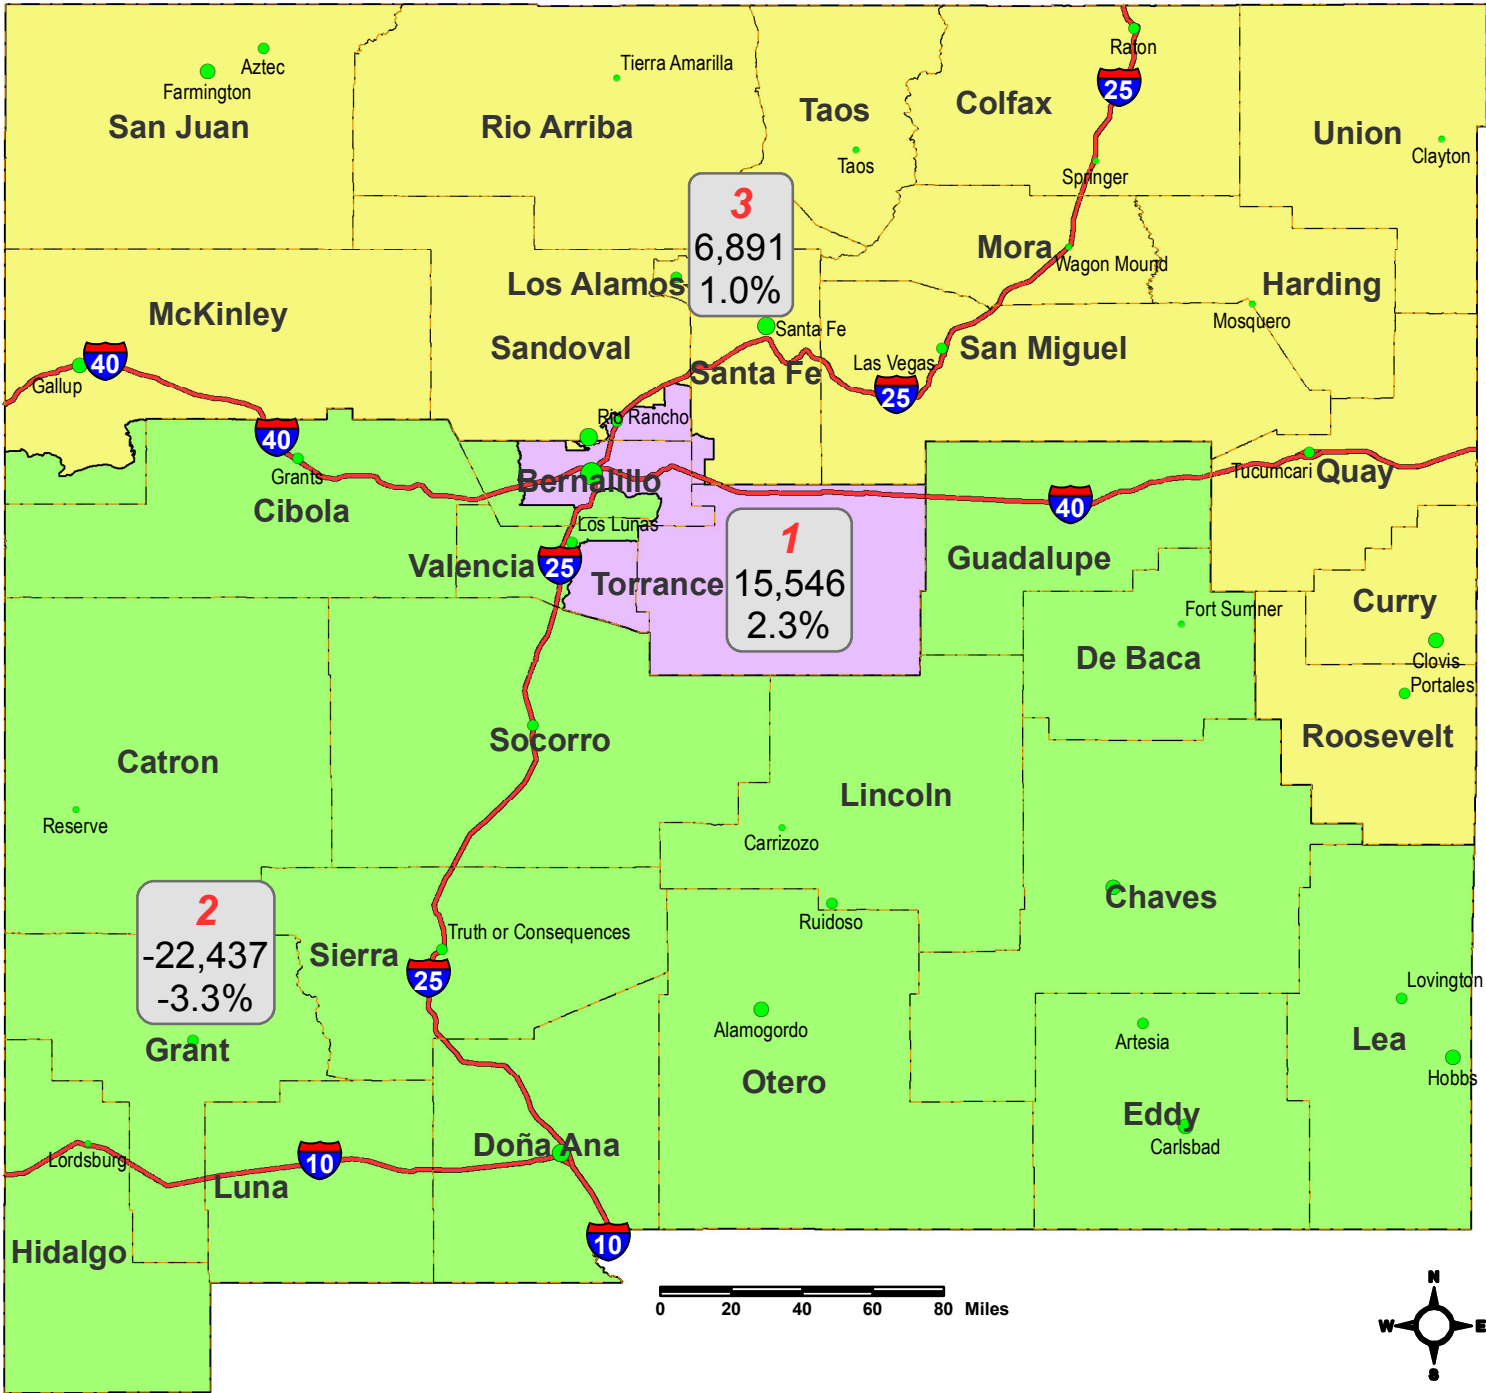 Raton
25
Aztec
Farmington
San Juan
Tierra Amarilla
Rio Arriba
Taos
Taos
Colfax
Union
Clayton
Springer
3
6,891
1.0%
Mora
Wagon Mound
Los Alamos
Harding
Mosquero
McKinley
Sandoval
Santa Fe
Santa Fe
Las Vegas
San Miguel
25
40
Gallup
Rio Rancho
40
Grants
Cibola
Bernalillo
Tucumcari
Quay
40
Los Lunas
Valencia
25
Torrance
1
15,546
2.3%
Guadalupe
Fort Sumner
De Baca
Curry
Clovis
Portales
Roosevelt
Catron
Reserve
Socorro
Lincoln
Carrizozo
Ruidoso
Chaves
2
-22,437
-3.3%
Sierra
Truth or Consequences
25
Grant
Alamogordo
Otero
Artesia
Eddy
Carlsbad
Lovington
Lea
Hobbs
Doña Ana
10
Lordsburg
Luna
Hidalgo
10
0 20 40 60 80 Miles
N
W E
S